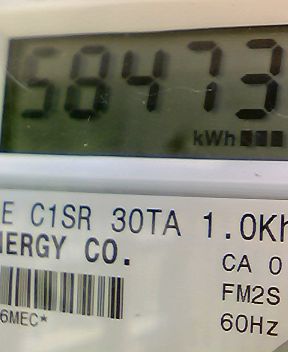 58473
kWh
E C1SR 30TA 1.0Kh
NERGY CO.
CA 0
FM2S
6MEC*
60Hz